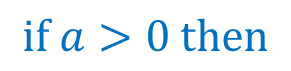 if a > 0 then